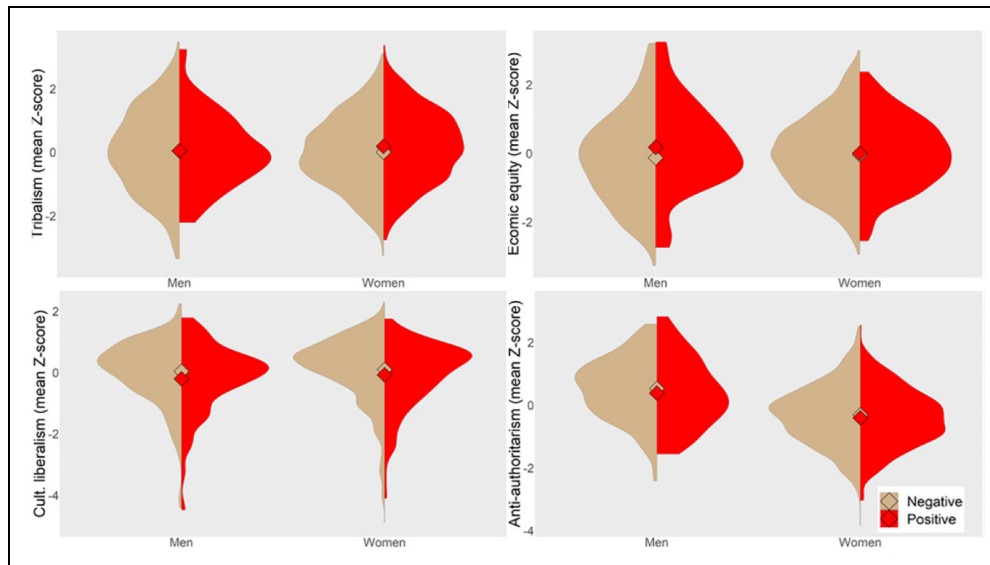 Tribalism (mean Z-score)
2
0
-2
Men
Women
Ecomic equity (mean Z-score)
2
0
-2
Men
Women
Cult. liberalism (mean Z-score)
2
0
-2
-4
Men
Women
Anti-authoritarism (mean Z-score)
2
0
-2
-4
Men
Women
Negative
Positive